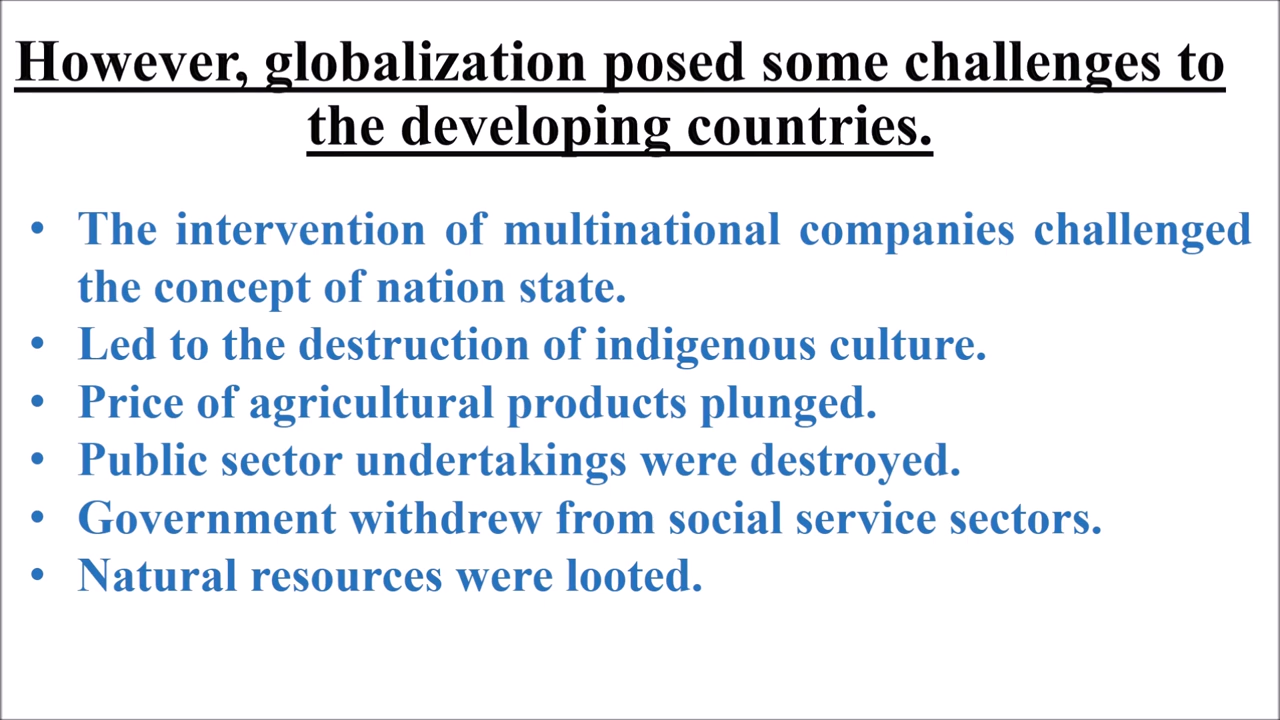 However, globalization posed some challenges to
the developing countries.
• The intervention of multinational companies challenged
the concept of nation state.
• Led to the destruction of indigenous culture.
• Price of agricultural products plunged.
• Public sector undertakings were destroyed.
• Government withdrew from social service sectors.
• Natural resources were looted.